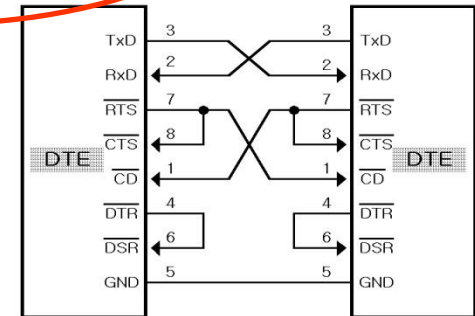 TxD 3 3 TxD
RxD 2 2 RxD
RTS 7 7 RTS
CTS 8 8 CTS
DTE DTE
CD 1 1 CD
DTR 4 4 DTR
DSR 6 6 DSR
GND 5 5 GND